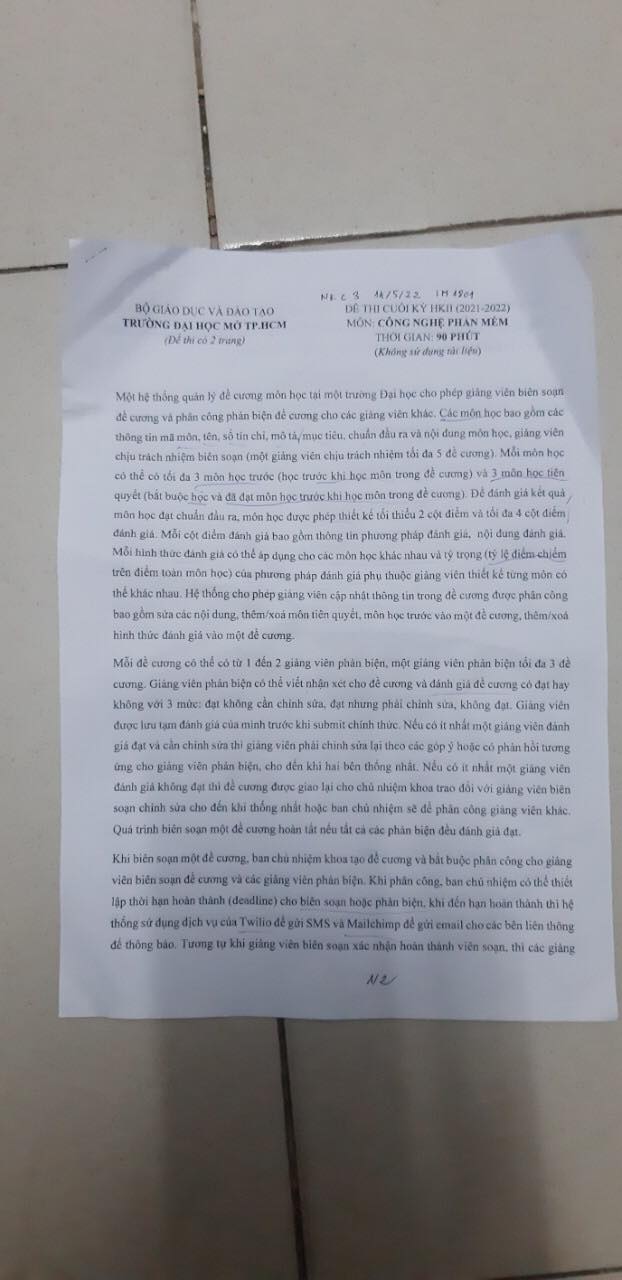 14/5/22 IM1901
BỘ GIÁO DỤC VÀ ĐÀO TẠO
TRƯỜNG ĐẠI HỌC MỞ TP.HCM
(Đề thi có 2 trang)
ĐỀ THI CUỐI KỲ HKII (2021-2022)
MÔN: CÔNG NGHỆ PHẦN MỀM
THỜI GIAN: 90 PHÚT
(Không sử dụng tài liệu)
Một hệ thống quản lý đề cương môn học tại một trường Đại học cho phép giảng viên biên soạn
đề cương và phân công phản biện đề cương cho các giảng viên khác. Các môn học bao gồm các
thông tin mã môn, tên, số tín chỉ, mô tả, mục tiêu, chuẩn đầu ra và nội dung môn học, giảng viên
chịu trách nhiệm biên soạn (một giảng viên chịu trách nhiệm tối đa 5 đề cương). Mỗi môn học
có thể có tối đa 3 môn học trước (học trước khi học môn trong đề cương) và 3 môn học tiên
quyết (bắt buộc học và đã đạt môn học trước khi học môn trong đề cương). Để đánh giá kết quả
môn học đạt chuẩn đầu ra, môn học được phép thiết kế tối thiểu 2 cột điểm và tối đa 4 cột điểm
đánh giá. Mỗi cột điểm đánh giá bao gồm thông tin phương pháp đánh giá, nội dung đánh giá.
Mỗi hình thức đánh giá có thể áp dụng cho các môn học khác nhau và tỷ trọng (tỷ lệ điểm chiếm
trên điểm toàn môn học) của phương pháp đánh giá phụ thuộc giảng viên thiết kế từng môn có
thể khác nhau. Hệ thống cho phép giảng viên cập nhật thông tin trong đề cương được phân công
bao gồm sửa các nội dung, thêm/xoá môn tiên quyết, môn học trước vào một đề cương, thêm/xoá
hình thức đánh giá vào một đề cương.
Mỗi đề cương có thể có từ 1 đến 2 giảng viên phản biện, một giảng viên phản biện tối đa 3 đề
cương. Giảng viên phản biện có thể viết nhận xét cho đề cương và đánh giá đề cương có đạt hay
không với 3 mức: đạt không cần chỉnh sửa, đạt nhưng phải chỉnh sửa, không đạt. Giảng viên
được lưu tạm đánh giá của mình trước khi submit chính thức. Nếu có ít nhất một giảng viên đánh
giá đạt và cần chỉnh sửa thì giảng viên phải chỉnh sửa lại theo các góp ý hoặc có phản hồi tương
ứng cho giảng viên phản biện, cho đến khi hai bên thống nhất. Nếu có ít nhất một giảng viên
đánh giá không đạt thì đề cương được giao lại cho chủ nhiệm khoa trao đổi với giảng viên biên
soạn chỉnh sửa cho đến khi thống nhất hoặc ban chủ nhiệm sẽ để phân công giảng viên khác.
Quá trình biên soạn một đề cương hoàn tất nếu tất cả các phản biện đều đánh giá đạt.
Khi biên soạn một đề cương, ban chủ nhiệm khoa tạo đề cương và bắt buộc phân công cho giảng
viên biên soạn đề cương và các giảng viên phản biện. Khi phân công, ban chủ nhiệm có thể thiết
lập thời hạn hoàn thành (deadline) cho biên soạn hoặc phản biện, khi đến hạn hoàn thành thì hệ
thống sử dụng dịch vụ của Twilio để gửi SMS và Mailchimp để gửi email cho các bên liên thông
để thông báo. Tương tự khi giảng viên biên soạn xác nhận hoàn thành viên soạn, thì các giảng